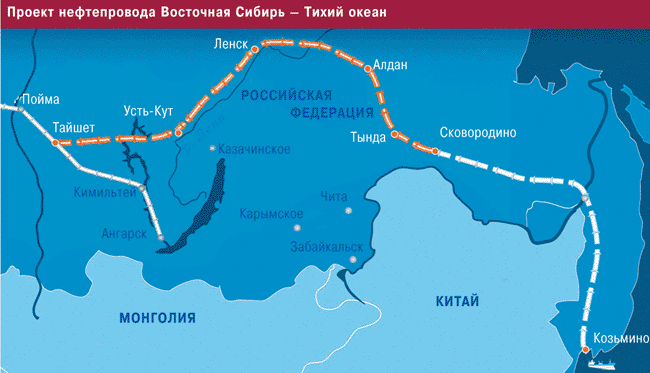 Проект нефтепровода Восточная Сибирь – Тихий океан
Ленск
Алдан
Пойма
Усть-Кут
РОССИЙСКАЯ
ФЕДЕРАЦИЯ
Тайшет
Тында
Сковородино
Казачинское
Кимильтей
Чита
Карымское
Ангарск
Забайкальск
МОНГОЛИЯ
КИТАЙ
Козьмино